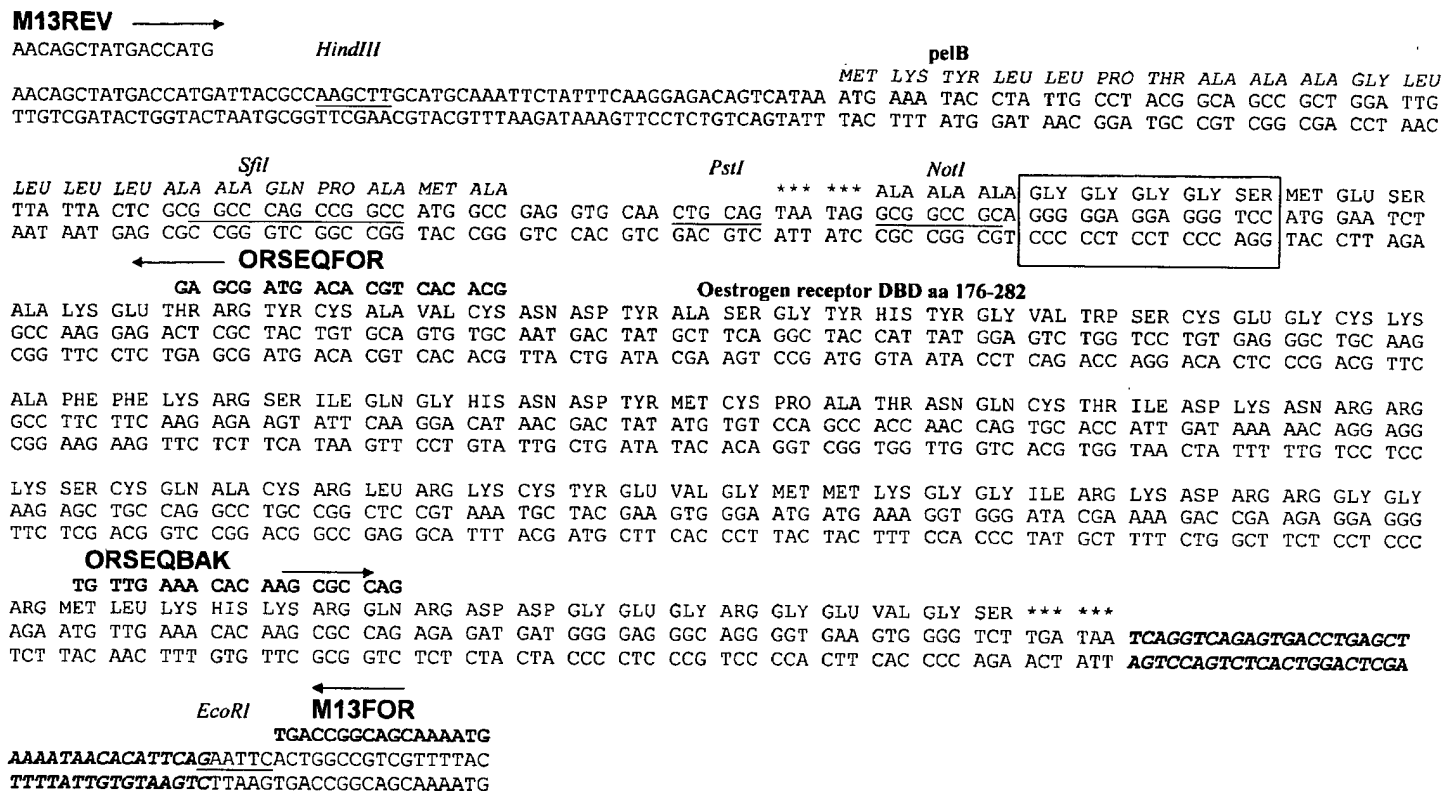 M13REV
AACAGCTATGACCATG HindIII pelB
MET LYS TYR LEU LEU PRO THR ALA ALA ALA GLY LEU
AACAGCTATGACCATGATTACGCCAAGCTTGCATGCAAATTCTATTTCAAGGAGACAGTCATAA ATG AAA TAC CTA TTG CCT ACG GCA GCC GCT GGA TTG
TTGTCGATACTGGTACTAATGCGGTTCGAACGTACGTTTAAGATAAAGTTCCTCTGTCAGTATT TAC TTT ATG GAT AAC GGA TGC CGT CGG CGA CCT AAC
SfiI PstI NotI
LEU LEU LEU ALA ALA GLN PRO ALA MET ALA *** *** ALA ALA ALA GLY GLY GLY GLY SER MET GLU SER
TTA TTA CTC GCG GCC CAG CCG GCC ATG GCC GAG GTG CAA CTG CAG TAA TAG GCG GCC GCA GGG GGA GGA GGG TCC ATG GAA TCT
AAT AAT GAG CGC CGG GTC GGC CGG TAC CGG GTC CAC GTC GAC GTC ATT ATC CGC CGG CGT CCC CCT CCT CCC AGG TAC CTT AGA
ORSEQFOR
GA GCG ATG ACA CGT CAC ACG Oestrogen receptor DBD aa 176-282
ALA LYS GLU THR ARG TYR CYS ALA VAL CYS ASN ASP TYR ALA SER GLY TYR HIS TYR GLY VAL TRP SER CYS GLU GLY CYS LYS
GCC AAG GAG ACT CGC TAC TGT GCA GTG TGC AAT GAC TAT GCT TCA GGC TAC CAT TAT GGA GTC TGG TCC TGT GAG GGC TGC AAG
CGG TTC CTC TGA GCG ATG ACA CGT CAC ACG TTA CTG ATA CGA AGT CCG ATG GTA ATA CCT CAG ACC AGG ACA CTC CCG ACG TTC
ALA PHE PHE LYS ARG SER ILE GLN GLY HIS ASN ASP TYR MET CYS PRO ALA THR ASN GLN CYS THR ILE ASP LYS ASN ARG ARG
GCC TTC TTC AAG AGA AGT ATT CAA GGA CAT AAC GAC TAT ATG TGT CCA GCC ACC AAC CAG TGC ACC ATT GAT AAA AAC AGG AGG
CGG AAG AAG TTC TCT TCA TAA GTT CCT GTA TTG CTG ATA TAC ACA GGT CGG TGG TTG GTC ACG TGG TAA CTA TTT TTG TCC TCC
LYS SER CYS GLN ALA CYS ARG LEU ARG LYS CYS TYR GLU VAL GLY MET MET LYS GLY GLY ILE ARG LYS ASP ARG ARG GLY GLY
AAG AGC TGC CAG GCC TGC CGG CTC CGT AAA TGC TAC GAA GTG GGA ATG ATG AAA GGT GGG ATA CGA AAA GAC CGA AGA GGA GGG
TTC TCG ACG GTC CGG ACG GCC GAG GCA TTT ACG ATG CTT CAC CCT TAC TAC TTT CCA CCC TAT GCT TTT CTG GCT TCT CCT CCC
ORSEQBAK
TG TTG AAA CAC AAG CGC CAG
ARG MET LEU LYS HIS LYS ARG GLN ARG ASP ASP GLY GLU GLY ARG GLY GLU VAL GLY SER *** ***
AGA ATG TTG AAA CAC AAG CGC CAG AGA GAT GAT GGG GAG GGC AGG GGT GAA GTG GGG TCT TGA TAA TCAGGTCAGAGTGACCTGAGCT
TCT TAC AAC TTT GTG TTC GCG GTC TCT CTA CTA CCC CTC CCG TCC CCA CTT CAC CCC AGA ACT ATT AGTCCAGTCTCACTGGACTCGA
EcoRI M13FOR
TGACCGGCAGCAAAATG
AAAATAACACATTCAGAATTCACTGGCCGTCGTTTTAC
TTTTATTGTGTAAGTCTTAAGTGACCGGCAGCAAAATG